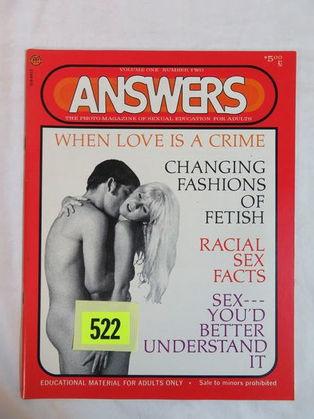 VOLUME ONE NUMBER TWO
$5.00
ANSWERS
THE PHOTO-MAGAZINE OF SEXUAL EDUCATION FOR ADULTS
WHEN LOVE IS A CRIME
CHANGING
FASHIONS
OF
FETISH
RACIAL
SEX
FACTS
SEX---
YOU'D
BETTER
UNDERSTAND
IT
522
EDUCATIONAL MATERIAL FOR ADULTS ONLY • Sale to minors prohibited